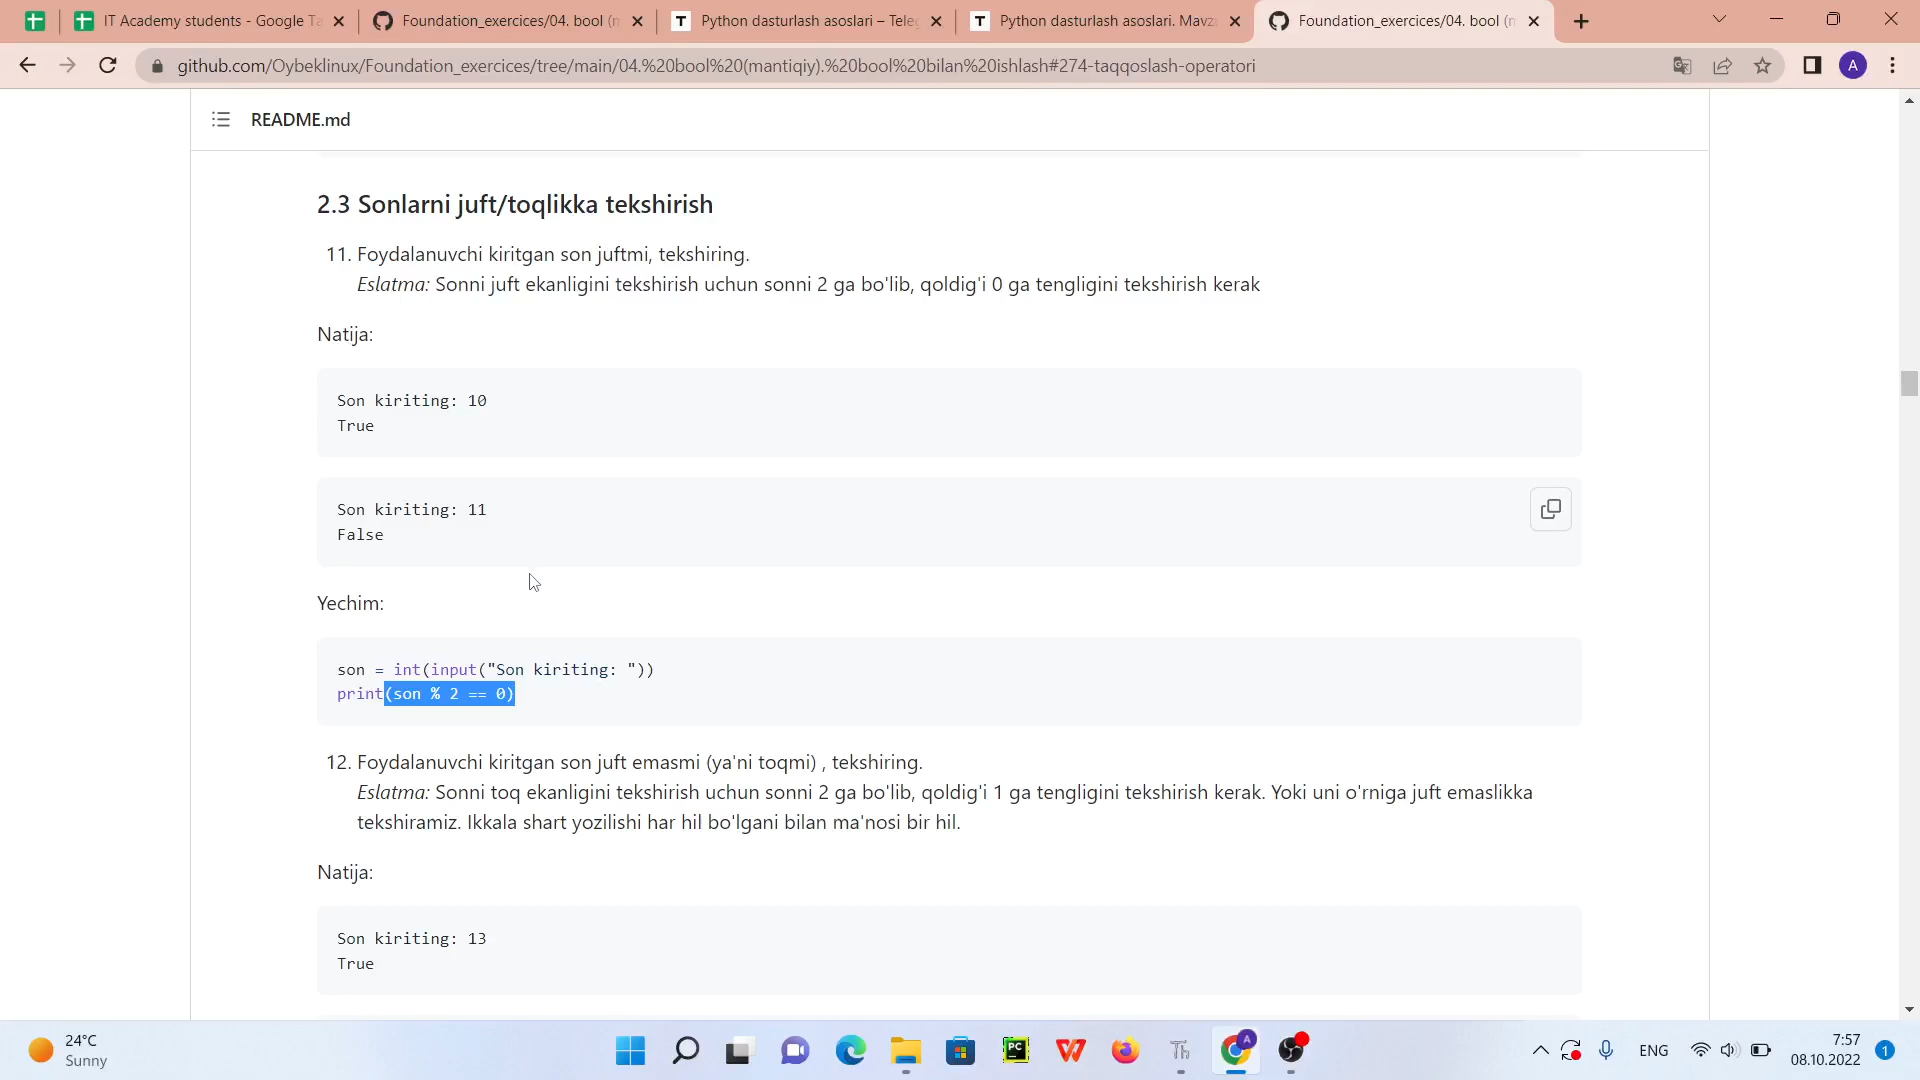 IT Academy students - Google Ta
Foundation_exercices/04. bool (m
Python dasturlash asoslari – Teleg
Python dasturlash asoslari. Mavz
Foundation_exercices/04. bool (m
github.com/Oybeklinux/Foundation_exercices/tree/main/04.%20bool%20(mantiqiy).%20bool%20bilan%20ishlash#274-taqqoslash-operatori
A
README.md
2.3 Sonlarni juft/toqlikka tekshirish
11. Foydalanuvchi kiritgan son juftmi, tekshiring.
Eslatma: Sonni juft ekanligini tekshirish uchun sonni 2 ga bo'lib, qoldig'i 0 ga tengligini tekshirish kerak
Natija:
Son kiriting: 10
True
Son kiriting: 11
False
Yechim:
son = int(input("Son kiriting: "))
print(son % 2 == 0)
12. Foydalanuvchi kiritgan son juft emasmi (ya'ni toqmi) , tekshiring.
Eslatma: Sonni toq ekanligini tekshirish uchun sonni 2 ga bo'lib, qoldig'i 1 ga tengligini tekshirish kerak. Yoki uni o'rniga juft emaslikka
tekshiramiz. Ikkala shart yozilishi har hil bo'lgani bilan ma'nosi bir hil.
Natija:
Son kiriting: 13
True
24°C
Sunny
PC
Th
A
ENG
7:57
08.10.2022
1